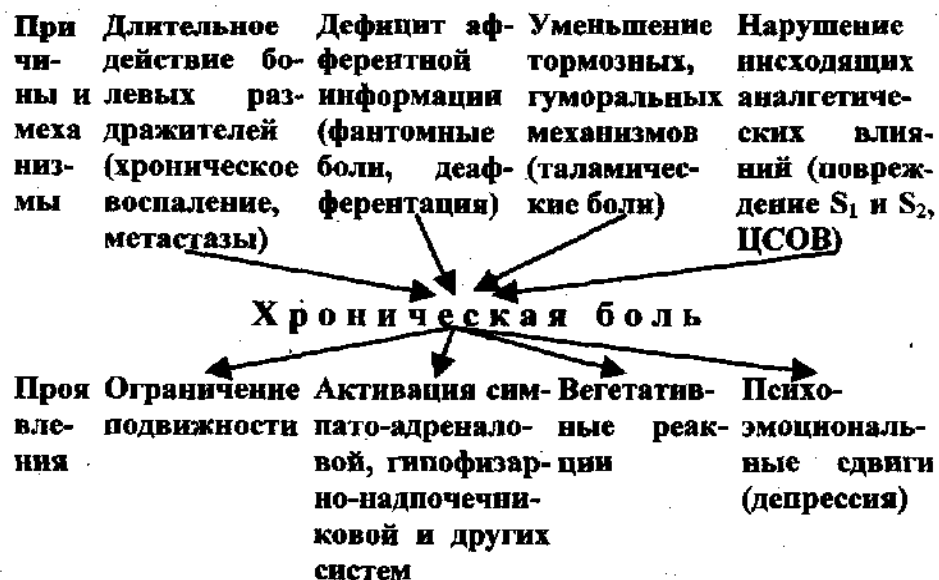 При чи- ны и меха низ- мы
Длительное
действие бо-
левых раз-
дражителей
(хроническое
воспаление,
метастазы)
Дефицит аф-
ферентной
информации
(фантомные
боли, деаф-
ферентация)
Уменьшение
тормозных,
гуморальных
механизмов
(таламичес-
кие боли)
Нарушение
нисходящих
аналгетиче-
ских влия-
ний (повреж-
дение S₁ и S₂,
ЦСОВ)
Хроническая боль
Проя
вле-
ния
Ограничение
подвижности
Активация сим-
пато-адренало-
вой, гипофизар-
но-надпочечни-
ковой и других
систем
Вегетатив-
ные реак-
ции
Психо-
эмоциональ-
ные сдвиги
(депрессия)